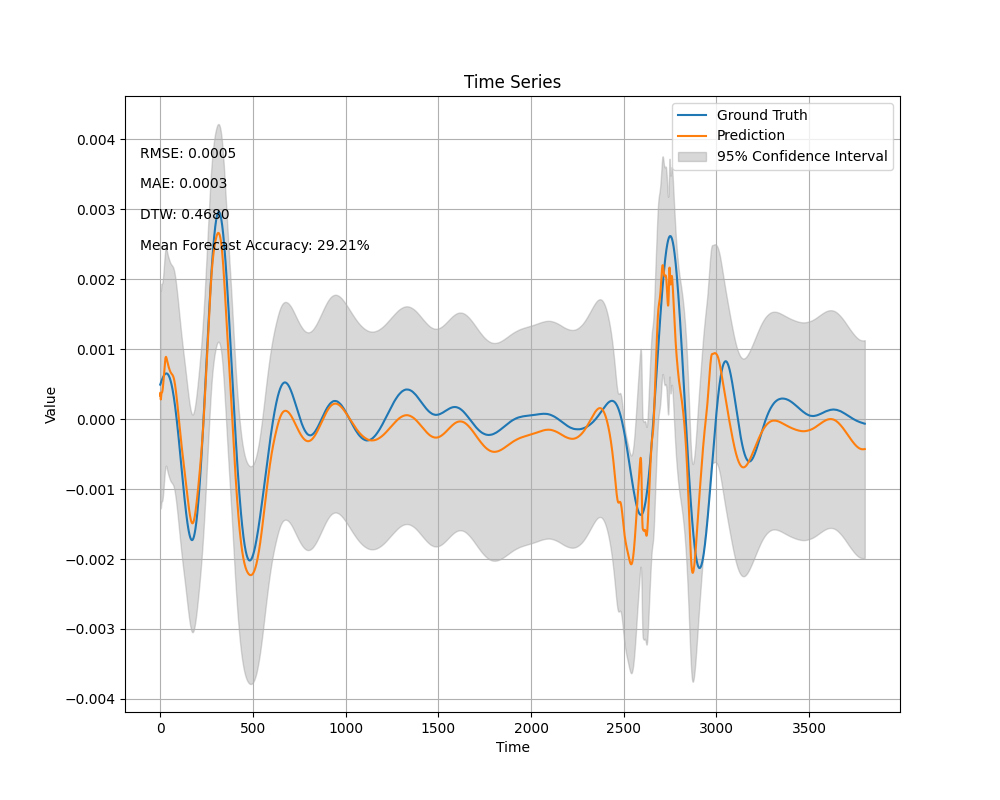 Time Series
Ground Truth
Prediction
95% Confidence Interval
RMSE: 0.0005
MAE: 0.0003
DTW: 0.4680
Mean Forecast Accuracy: 29.21%
Value
0.004
0.003
0.002
0.001
0.000
−0.001
−0.002
−0.003
−0.004
0 500 1000 1500 2000 2500 3000 3500
Time